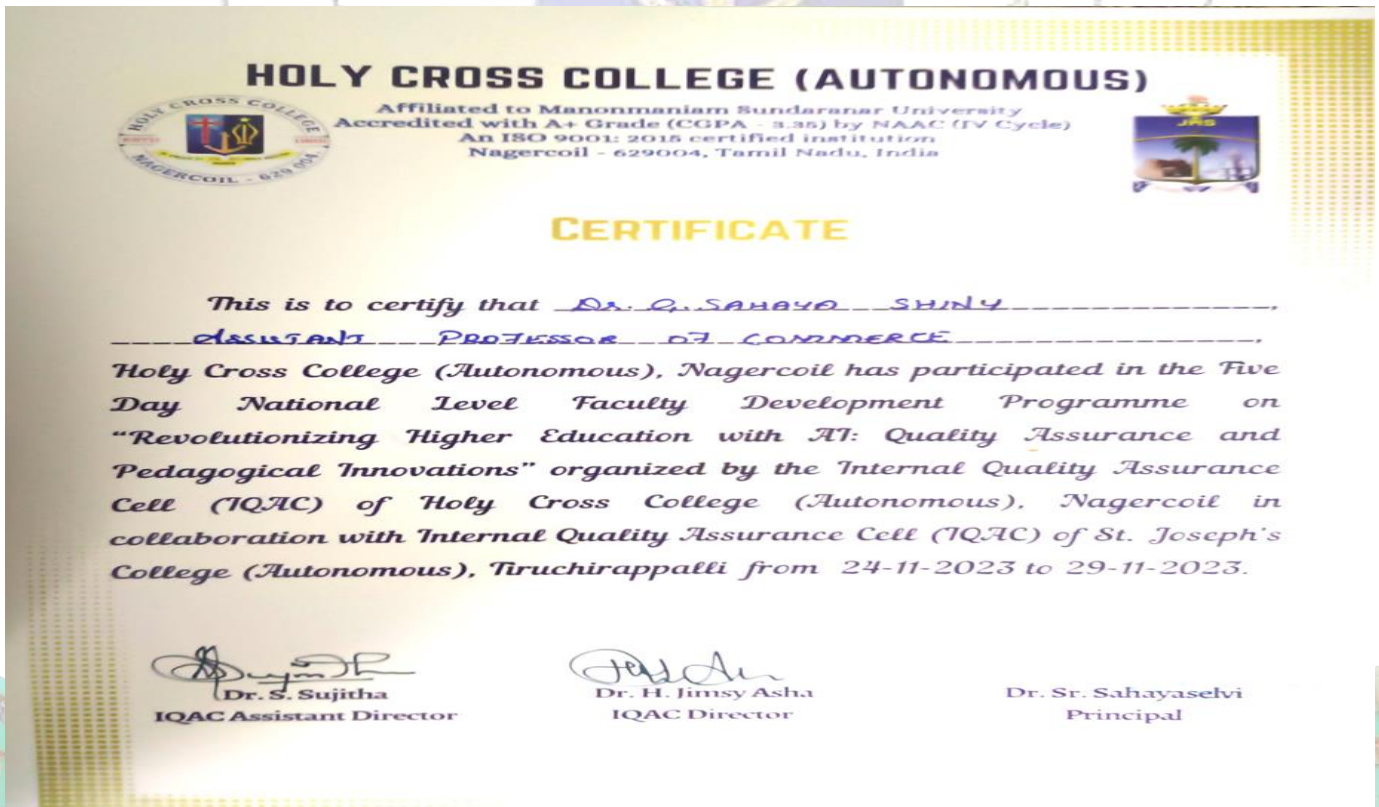 HOLY CROSS COLLEGE (AUTONOMOUS)
HOLY CROSS COLLEGE
NAGERCOIL - 629 004
Affiliated to Manonmaniam Sundaranar University
Accredited with A+ Grade (CGPA - 3.35) by NAAC (IV Cycle)
An ISO 9001: 2015 certified institution
Nagercoil - 629004, Tamil Nadu, India
CERTIFICATE
This is to certify that Dr. G. SAHAYA SHINY,
ASSISTANT PROFESSOR OF COMMERCE,
Holy Cross College (Autonomous), Nagercoil has participated in the Five
Day National Level Faculty Development Programme on
“Revolutionizing Higher Education with AI: Quality Assurance and
Pedagogical Innovations” organized by the Internal Quality Assurance
Cell (IQAC) of Holy Cross College (Autonomous), Nagercoil in
collaboration with Internal Quality Assurance Cell (IQAC) of St. Joseph's
College (Autonomous), Tiruchirappalli from 24-11-2023 to 29-11-2023.
Dr. S. Sujitha
IQAC Assistant Director
Dr. H. Jimsy Asha
IQAC Director
Dr. Sr. Sahayaselvi
Principal